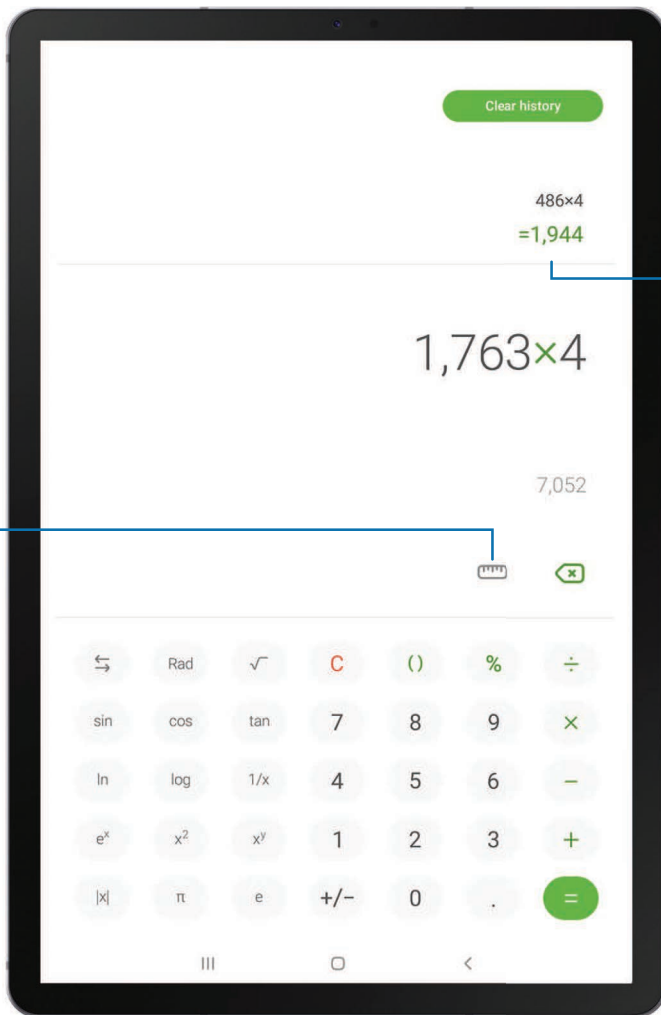 Clear history
486×4
=1,944
1,763×4
7,052
Rad √ C () % ÷
sin cos tan 7 8 9 ×
ln log 1/x 4 5 6 −
eˣ x² xʸ 1 2 3 +
|x| π e +/− 0 . =